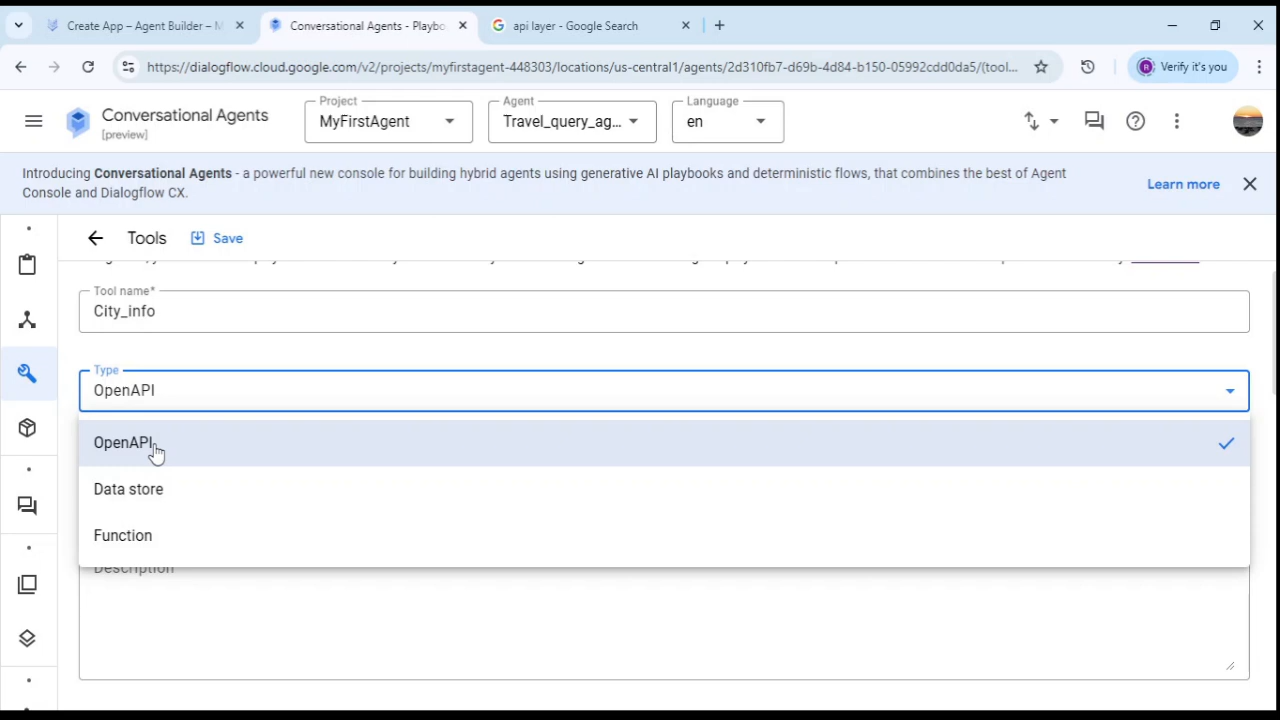 Create App – Agent Builder – M
Conversational Agents - Playbo
api layer - Google Search
https://dialogflow.cloud.google.com/v2/projects/myfirstagent-448303/locations/us-central1/agents/2d310fb7-d69b-4d84-b150-05992cdd0da5/(tool...
Verify it's you
Conversational Agents
[preview]
Project
MyFirstAgent
Agent
Travel_query_ag...
Language
en
Introducing Conversational Agents - a powerful new console for building hybrid agents using generative AI playbooks and deterministic flows, that combines the best of Agent
Console and Dialogflow CX.
Learn more
Tools
Save
Tool name*
City_info
Type
OpenAPI
OpenAPI
Data store
Function
Description